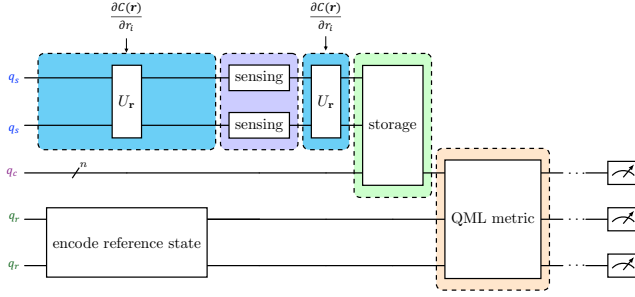 ∂C(𝒓)/∂r_i ∂C(𝒓)/∂r_i
q_s U_𝐫 sensing U_𝐫
q_s sensing storage
q_c n
q_r encode reference state QML metric ···
q_r ···
···